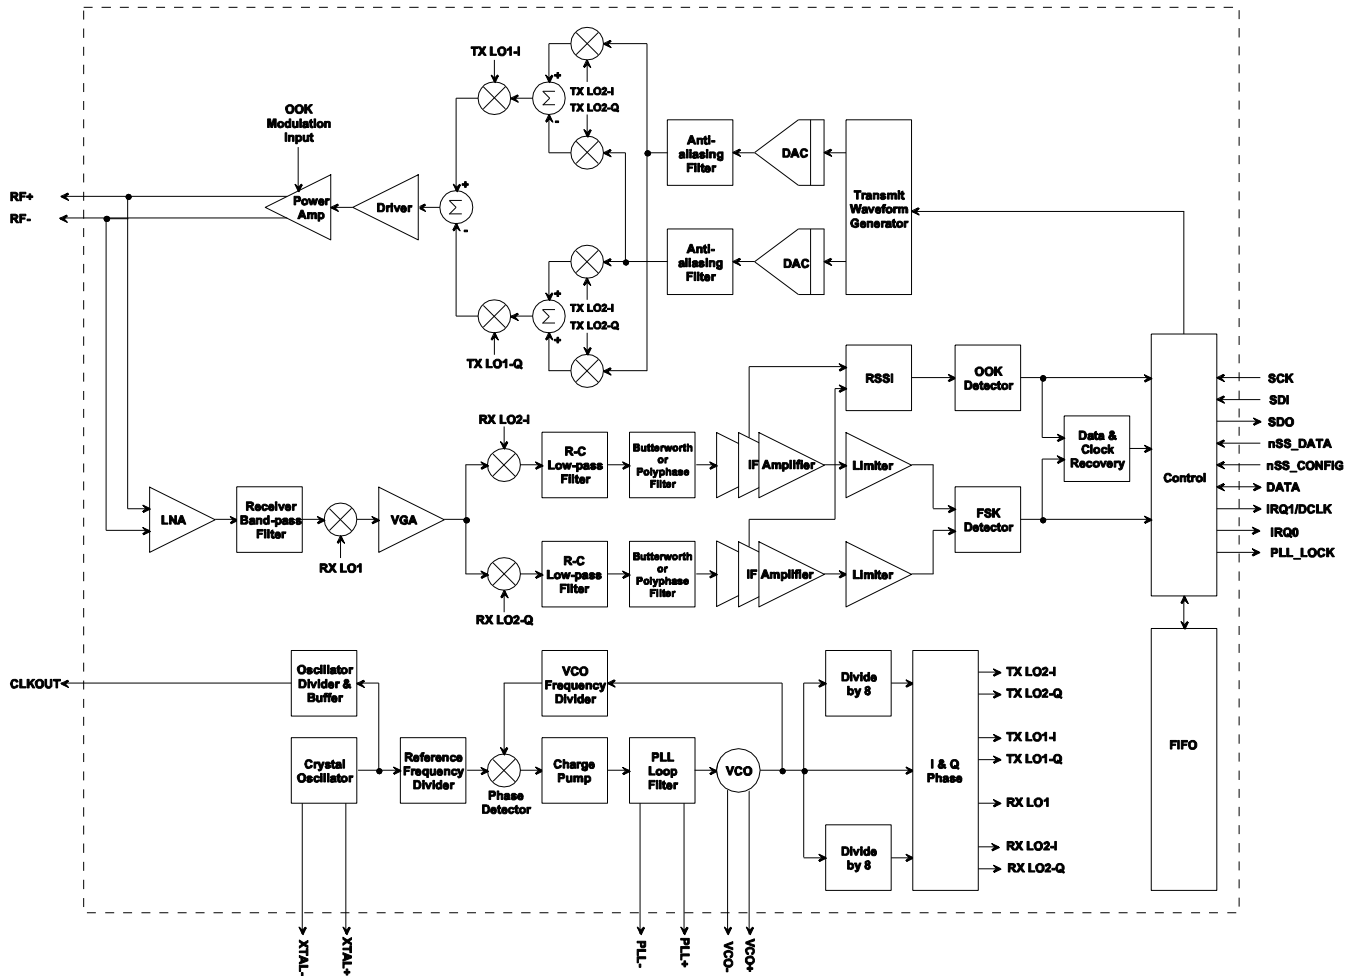 TX LO1-I
+
TX LO2-I
TX LO2-Q
Σ
-
OOK
Modulation
Input
Anti-
aliasing
Filter
DAC
RF+
RF-
Power
Amp
Driver
+
Σ
-
Transmit
Waveform
Generator
Anti-
aliasing
Filter
DAC
+
TX LO2-I
TX LO2-Q
Σ
+
TX LO1-Q
RSSI
OOK
Detector
SCK
SDI
SDO
nSS_DATA
nSS_CONFIG
DATA
IRQ1/DCLK
IRQ0
PLL_LOCK
RX LO2-I
R-C
Low-pass
Filter
Butterworth
or
Polyphase
Filter
IF Amplifier
Limiter
Data &
Clock
Recovery
Control
LNA
Receiver
Band-pass
Filter
RX LO1
VGA
FSK
Detector
R-C
Low-pass
Filter
Butterworth
or
Polyphase
Filter
IF Amplifier
Limiter
RX LO2-Q
CLKOUT
Oscillator
Divider &
Buffer
VCO
Frequency
Divider
Divide
by 8
TX LO2-I
TX LO2-Q
TX LO1-I
TX LO1-Q
RX LO1
RX LO2-I
RX LO2-Q
Crystal
Oscillator
Reference
Frequency
Divider
Phase
Detector
Charge
Pump
PLL
Loop
Filter
VCO
I & Q
Phase
FIFO
Divide
by 8
XTAL-
XTAL+
PLL-
PLL+
VCO-
VCO+